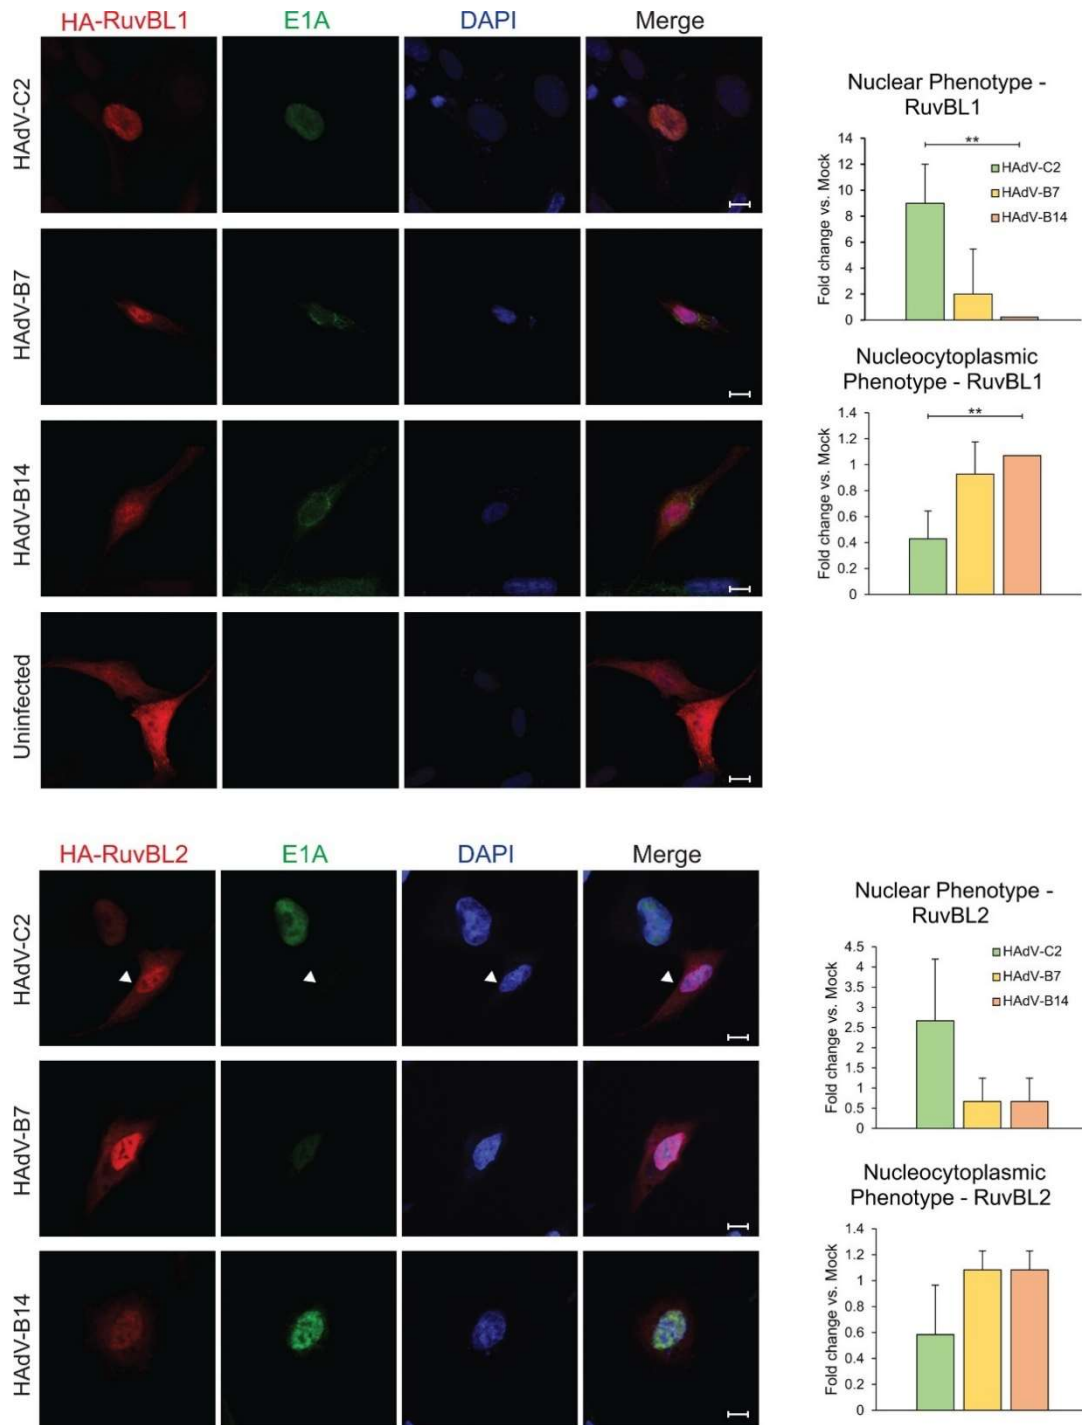 HA-RuvBL1 E1A DAPI Merge
HAdV-C2
HAdV-B7
HAdV-B14
Uninfected
Nuclear Phenotype -
RuvBL1
Fold change vs. Mock
14
12
10
8
6
4
2
0
**
HAdV-C2
HAdV-B7
HAdV-B14
Nucleocytoplasmic
Phenotype - RuvBL1
Fold change vs. Mock
1.4
1.2
1
0.8
0.6
0.4
0.2
0
**
HA-RuvBL2 E1A DAPI Merge
HAdV-C2
HAdV-B7
HAdV-B14
Nuclear Phenotype -
RuvBL2
Fold change vs. Mock
4.5
4
3.5
3
2.5
2
1.5
1
0.5
0
HAdV-C2
HAdV-B7
HAdV-B14
Nucleocytoplasmic
Phenotype - RuvBL2
Fold change vs. Mock
1.4
1.2
1
0.8
0.6
0.4
0.2
0